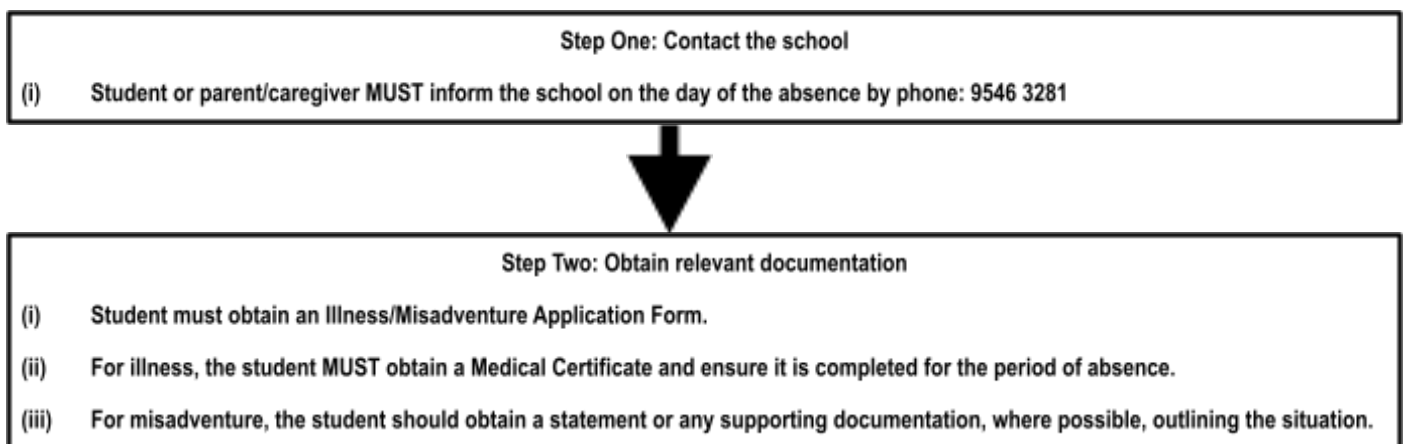 Step One: Contact the school
(i) Student or parent/caregiver MUST inform the school on the day of the absence by phone: 9546 3281
Step Two: Obtain relevant documentation
(i) Student must obtain an Illness/Misadventure Application Form.
(ii) For illness, the student MUST obtain a Medical Certificate and ensure it is completed for the period of absence.
(iii) For misadventure, the student should obtain a statement or any supporting documentation, where possible, outlining the situation.